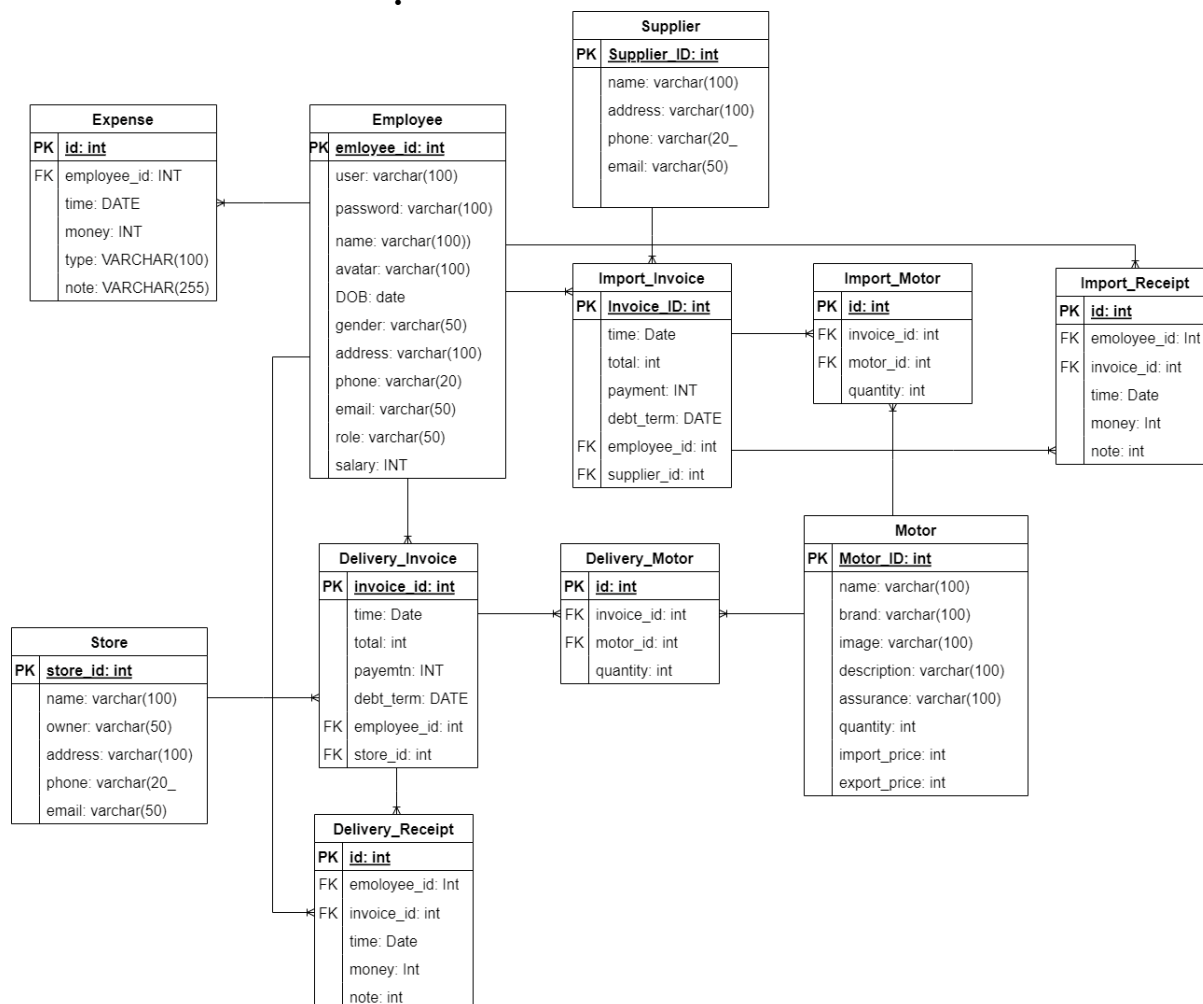 Supplier
PK Supplier_ID: int
name: varchar(100)
address: varchar(100)
phone: varchar(20_
email: varchar(50)
Expense
PK id: int
FK employee_id: INT
time: DATE
money: INT
type: VARCHAR(100)
note: VARCHAR(255)
Employee
PK emloyee_id: int
user: varchar(100)
password: varchar(100)
name: varchar(100))
avatar: varchar(100)
DOB: date
gender: varchar(50)
address: varchar(100)
phone: varchar(20)
email: varchar(50)
role: varchar(50)
salary: INT
Import_Invoice
PK Invoice_ID: int
time: Date
total: int
payment: INT
debt_term: DATE
FK employee_id: int
FK supplier_id: int
Import_Motor
PK id: int
FK invoice_id: int
FK motor_id: int
quantity: int
Import_Receipt
PK id: int
FK emoloyee_id: Int
FK invoice_id: int
time: Date
money: Int
note: int
Delivery_Invoice
PK invoice_id: int
time: Date
total: int
payemtn: INT
debt_term: DATE
FK employee_id: int
FK store_id: int
Delivery_Motor
PK id: int
FK invoice_id: int
FK motor_id: int
quantity: int
Motor
PK Motor_ID: int
name: varchar(100)
brand: varchar(100)
image: varchar(100)
description: varchar(100)
assurance: varchar(100)
quantity: int
import_price: int
export_price: int
Store
PK store_id: int
name: varchar(100)
owner: varchar(50)
address: varchar(100)
phone: varchar(20_
email: varchar(50)
Delivery_Receipt
PK id: int
FK emoloyee_id: Int
FK invoice_id: int
time: Date
money: Int
note: int